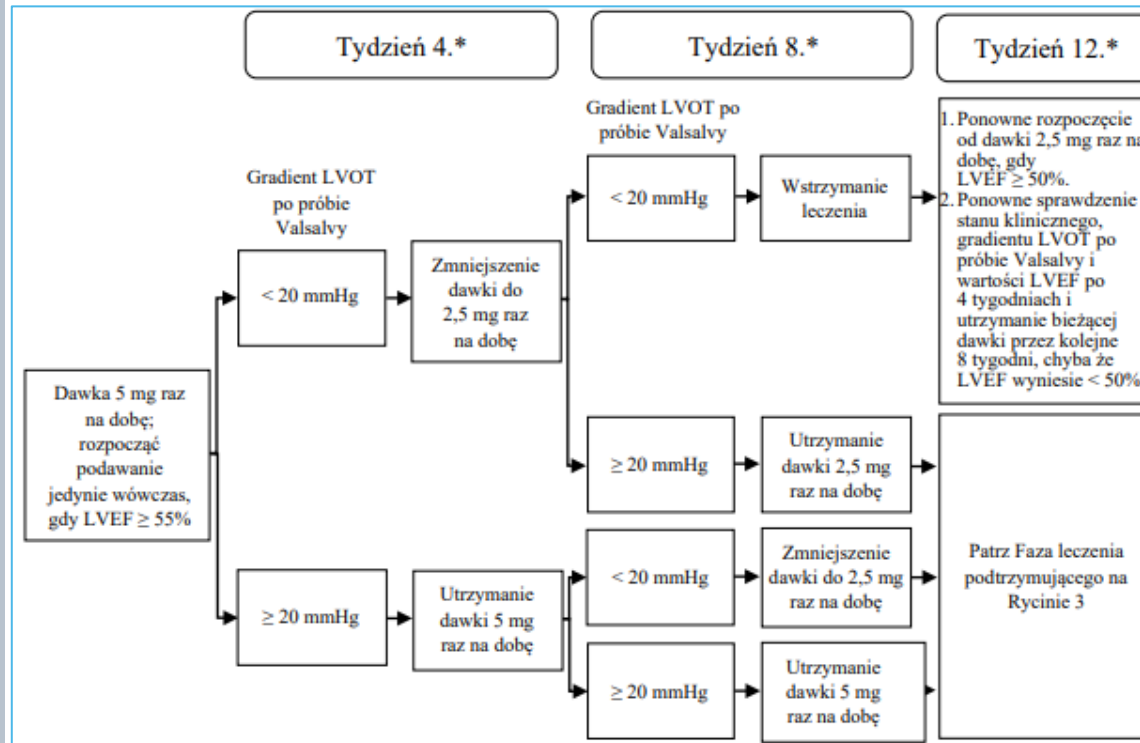 Tydzień 4.*
Tydzień 8.*
Tydzień 12.*
Dawka 5 mg raz
na dobę;
rozpocząć
podawanie
jedynie wówczas,
gdy LVEF ≥ 55%
Gradient LVOT
po próbie
Valsalvy
< 20 mmHg
Zmniejszenie
dawki do
2,5 mg raz
na dobę
≥ 20 mmHg
Utrzymanie
dawki 5 mg
raz na dobę
Gradient LVOT po
próbie Valsalvy
< 20 mmHg
Wstrzymanie
leczenia
≥ 20 mmHg
Utrzymanie
dawki 2,5 mg
raz na dobę
< 20 mmHg
Zmniejszenie
dawki do 2,5 mg
raz na dobę
≥ 20 mmHg
Utrzymanie
dawki 5 mg
raz na dobę
1. Ponowne rozpoczęcie
od dawki 2,5 mg raz na
dobę, gdy
LVEF ≥ 50%.
2. Ponowne sprawdzenie
stanu klinicznego,
gradientu LVOT po
próbie Valsalvy i
wartości LVEF po
4 tygodniach i
utrzymanie bieżącej
dawki przez kolejne
8 tygodni, chyba że
LVEF wyniesie < 50%
Patrz Faza leczenia
podtrzymującego na
Rycinie 3